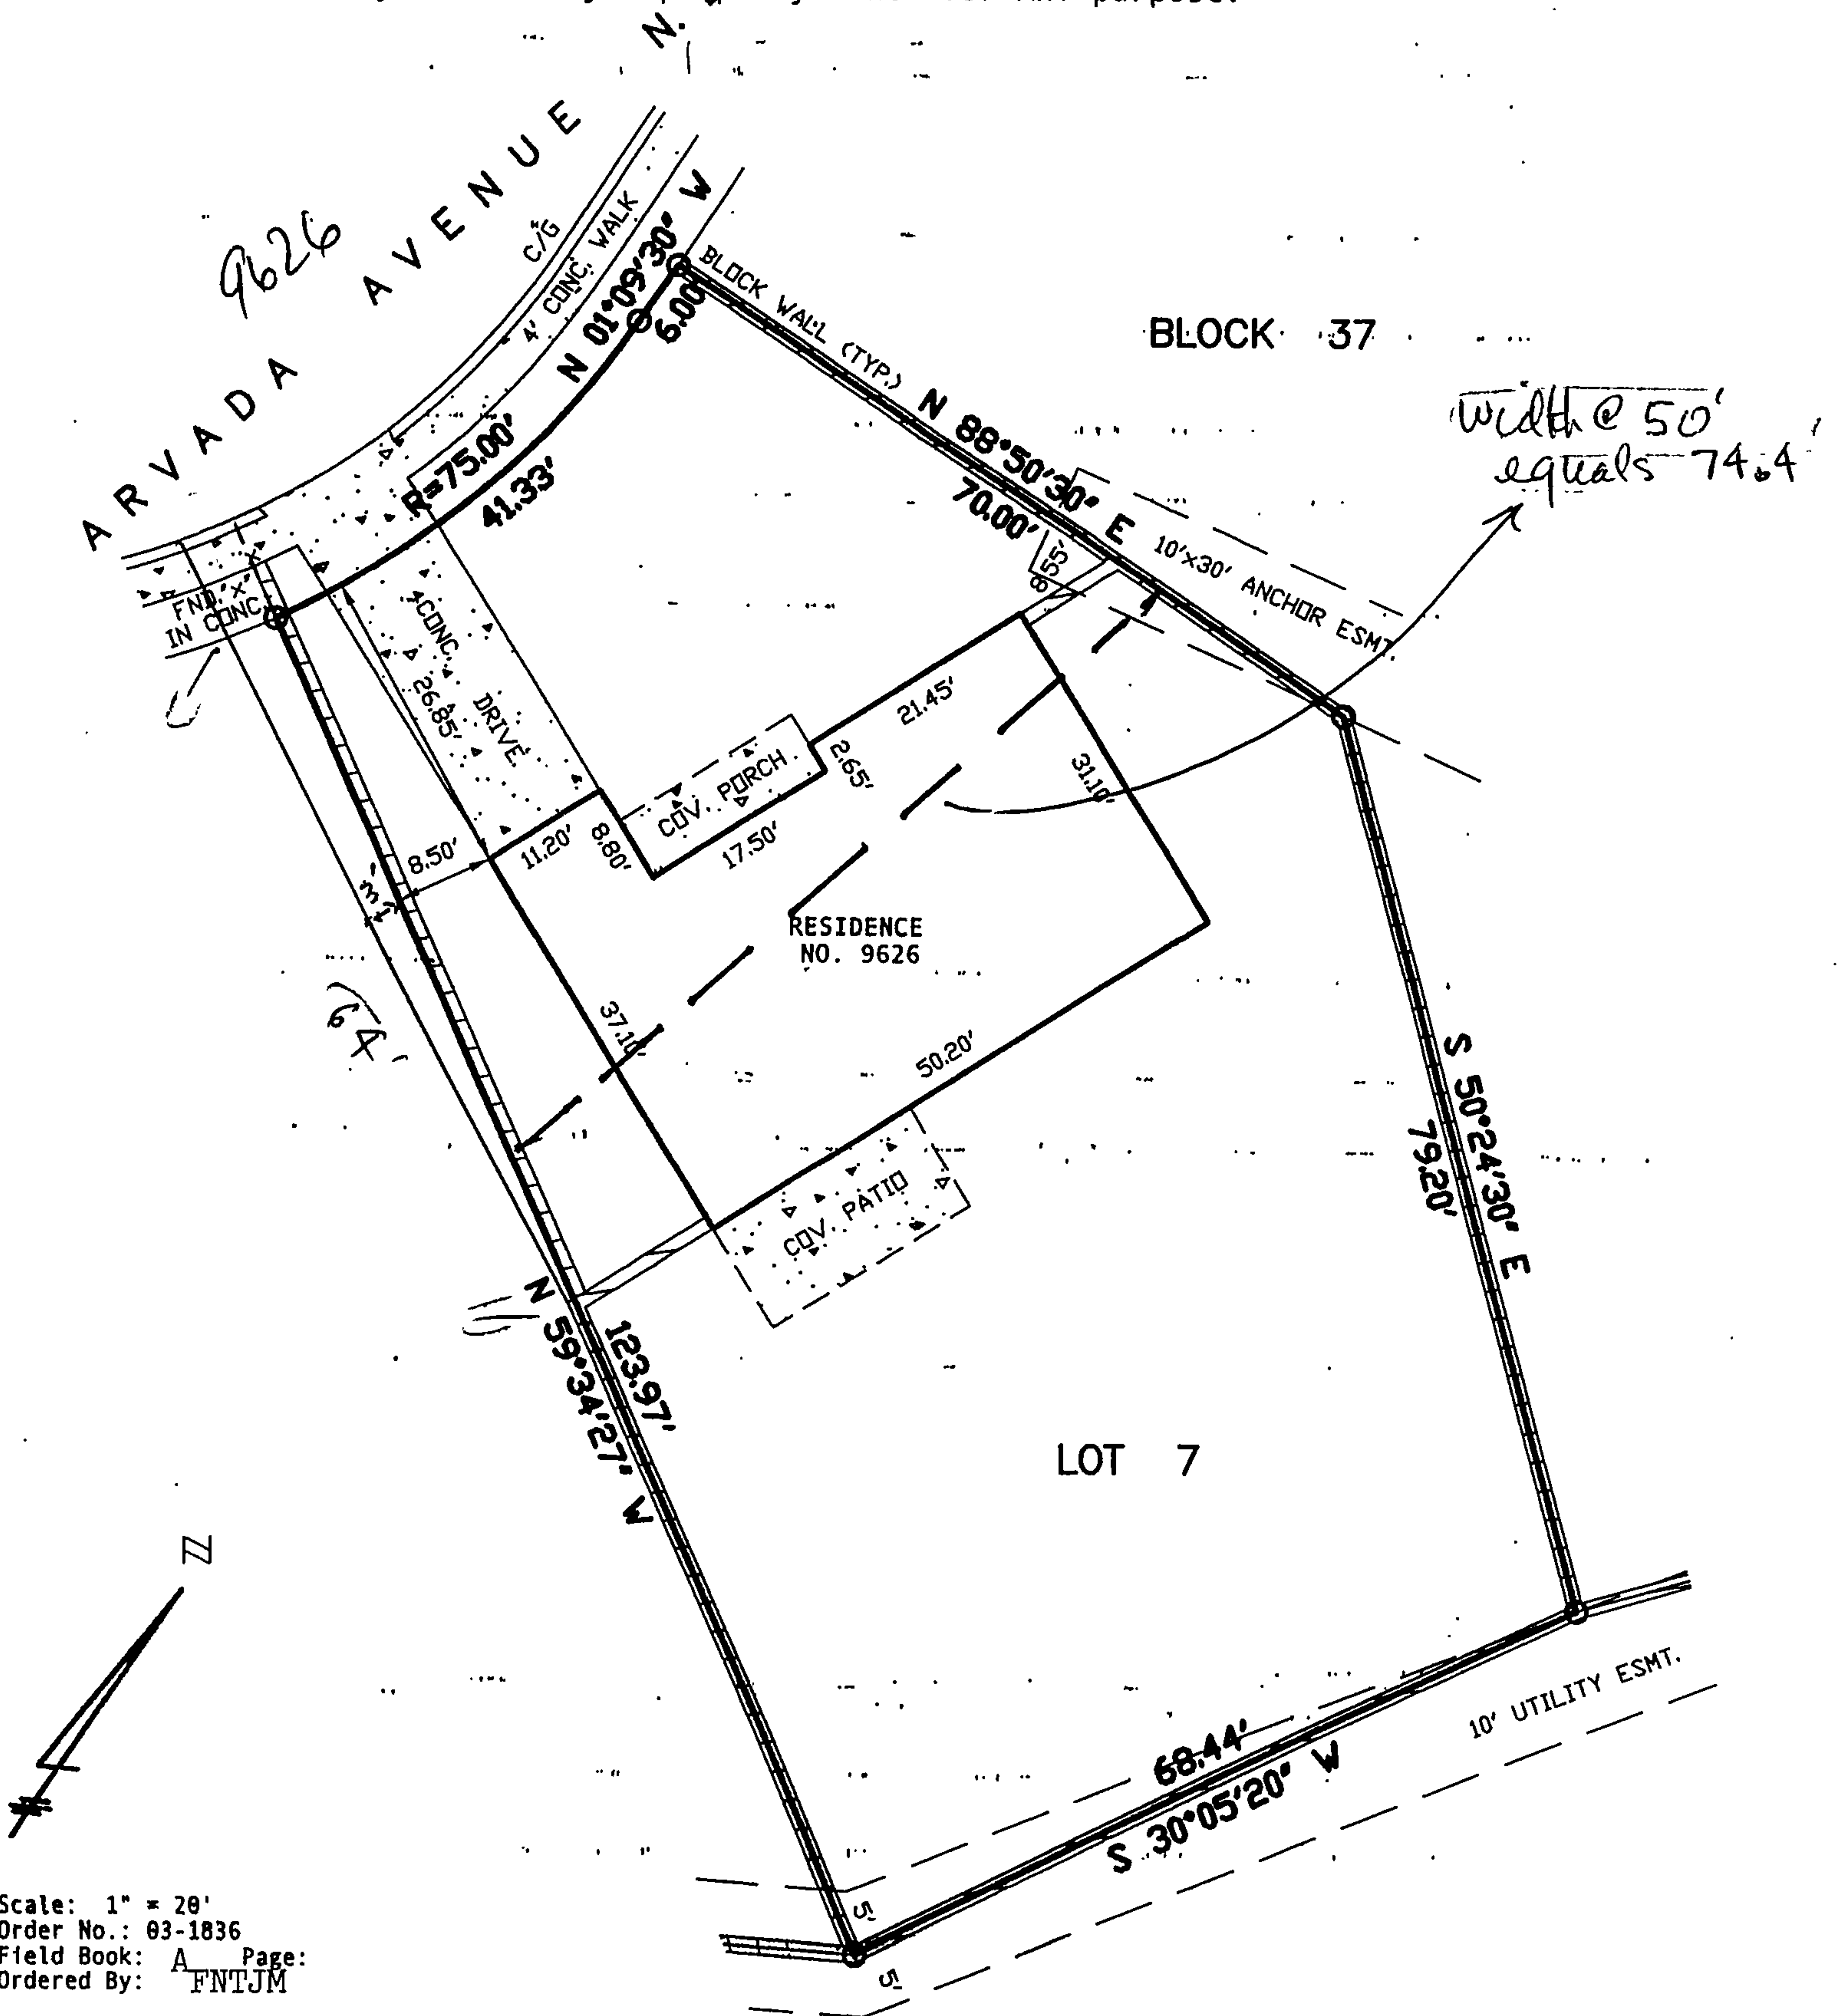 purpose.
N.
ARVADA AVENUE
9626
C/G
4' CONC. WALK
N 01°09'30" W
6.00'
BLOCK WALL (TYP.)
BLOCK 37
width @ 50'
equals 74.4'
N 88°50'30" E
70.00'
R=75.00'
41.33'
8.55'
10'x30' ANCHOR ESMT.
FND."X"
IN CONC.
CONC. DRIVE
26.85'
21.45'
2.65'
31.10'
COV. PORCH
17.50'
8.80'
11.20'
8.50'
3'
RESIDENCE
NO. 9626
64'
37.10'
50.20'
S 50°24'30" E
79.20'
COV. PATIO
N 59°34'27" W
123.97'
LOT 7
N
68.44'
S 30°05'20" W
10' UTILITY ESMT.
5'
5'
Scale: 1" = 20'
Order No.: 03-1836
Field Book: A Page:
Ordered By: FNTJM